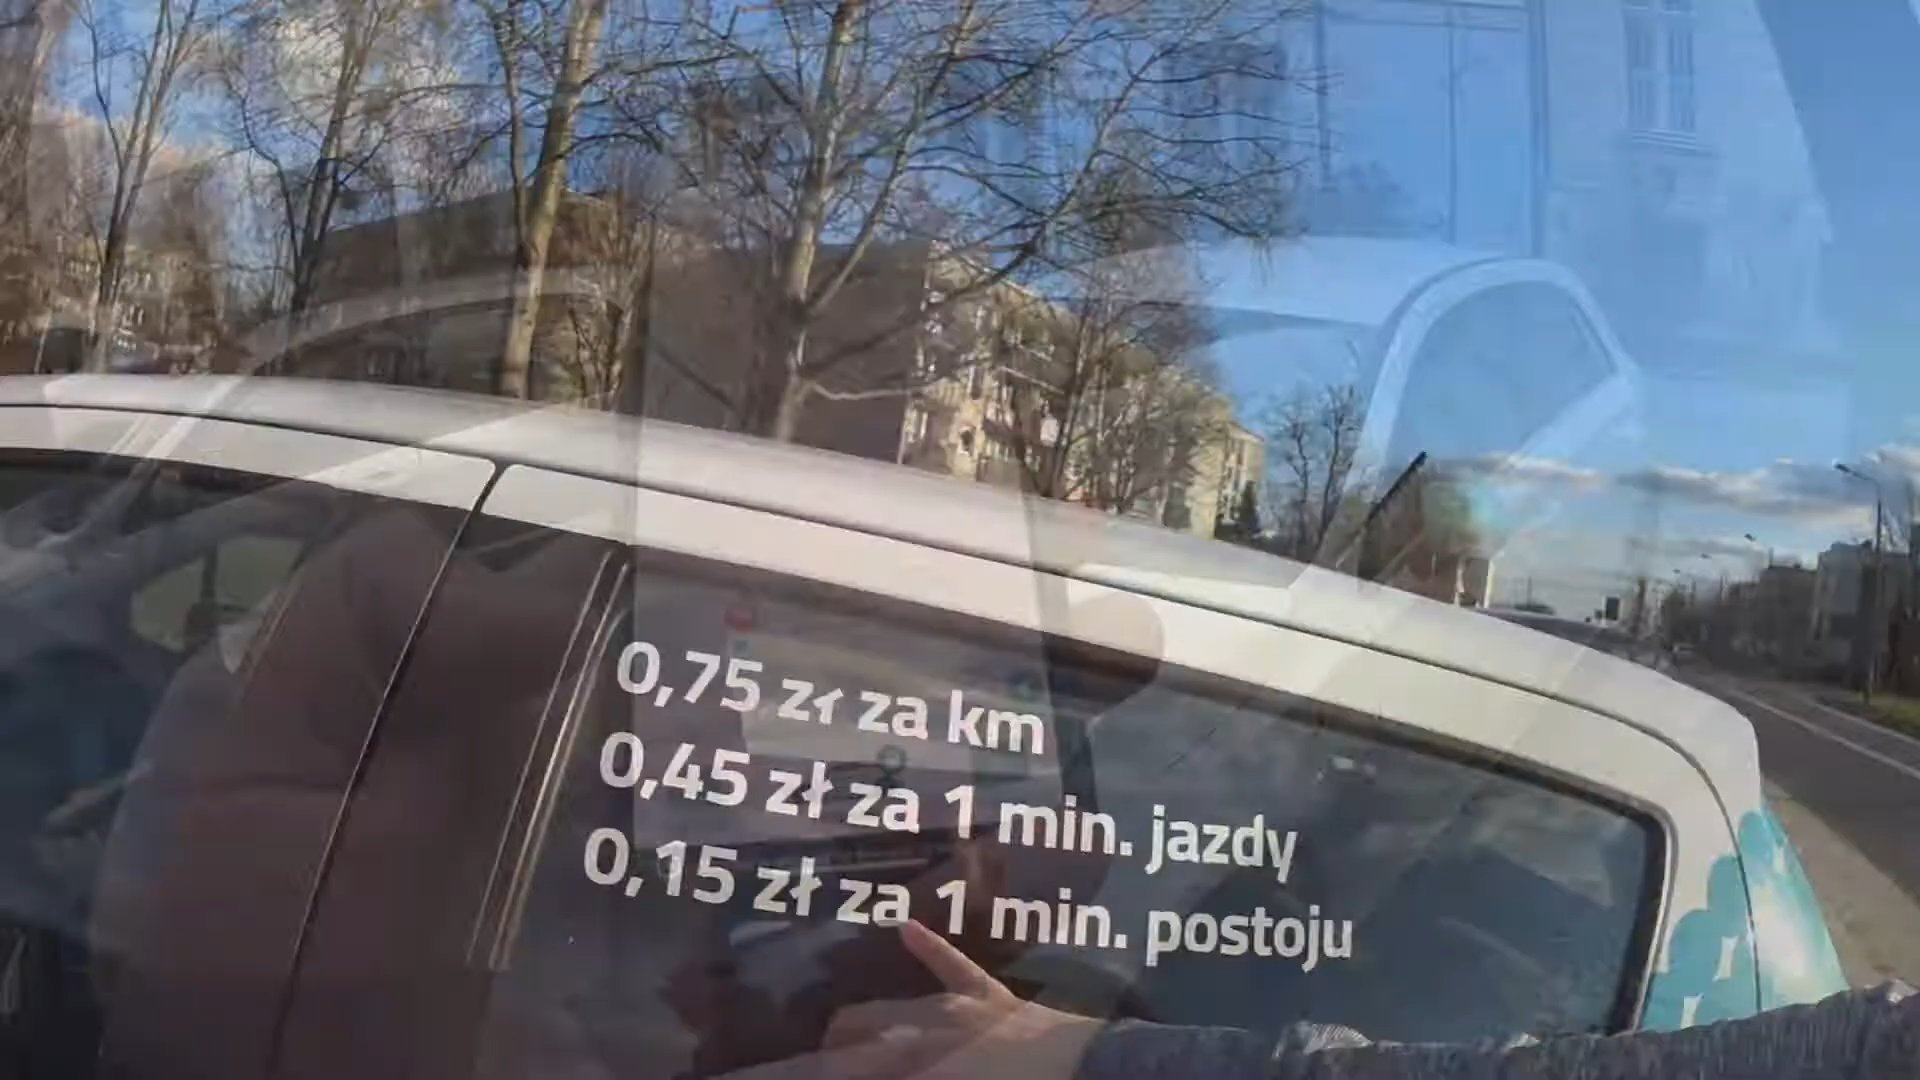 0,75 zł za km
0,45 zł za 1 min. jazdy
0,15 zł za 1 min. postoju